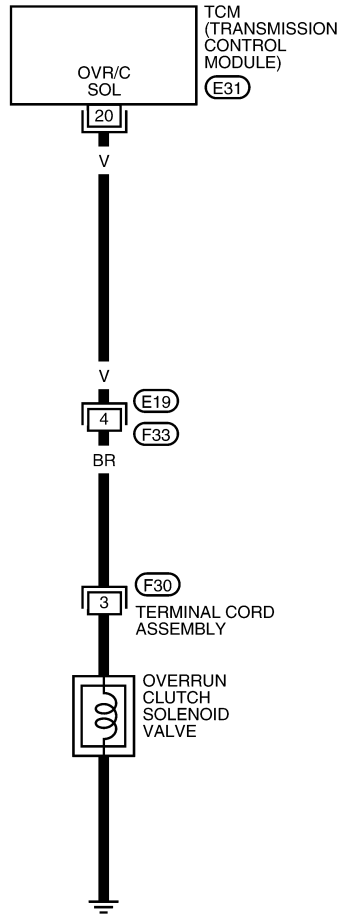 TCM
(TRANSMISSION
CONTROL
MODULE)
E31
OVR/C
SOL
20
V
V
E19
4
F33
BR
F30
3
TERMINAL CORD
ASSEMBLY
OVERRUN
CLUTCH
SOLENOID
VALVE